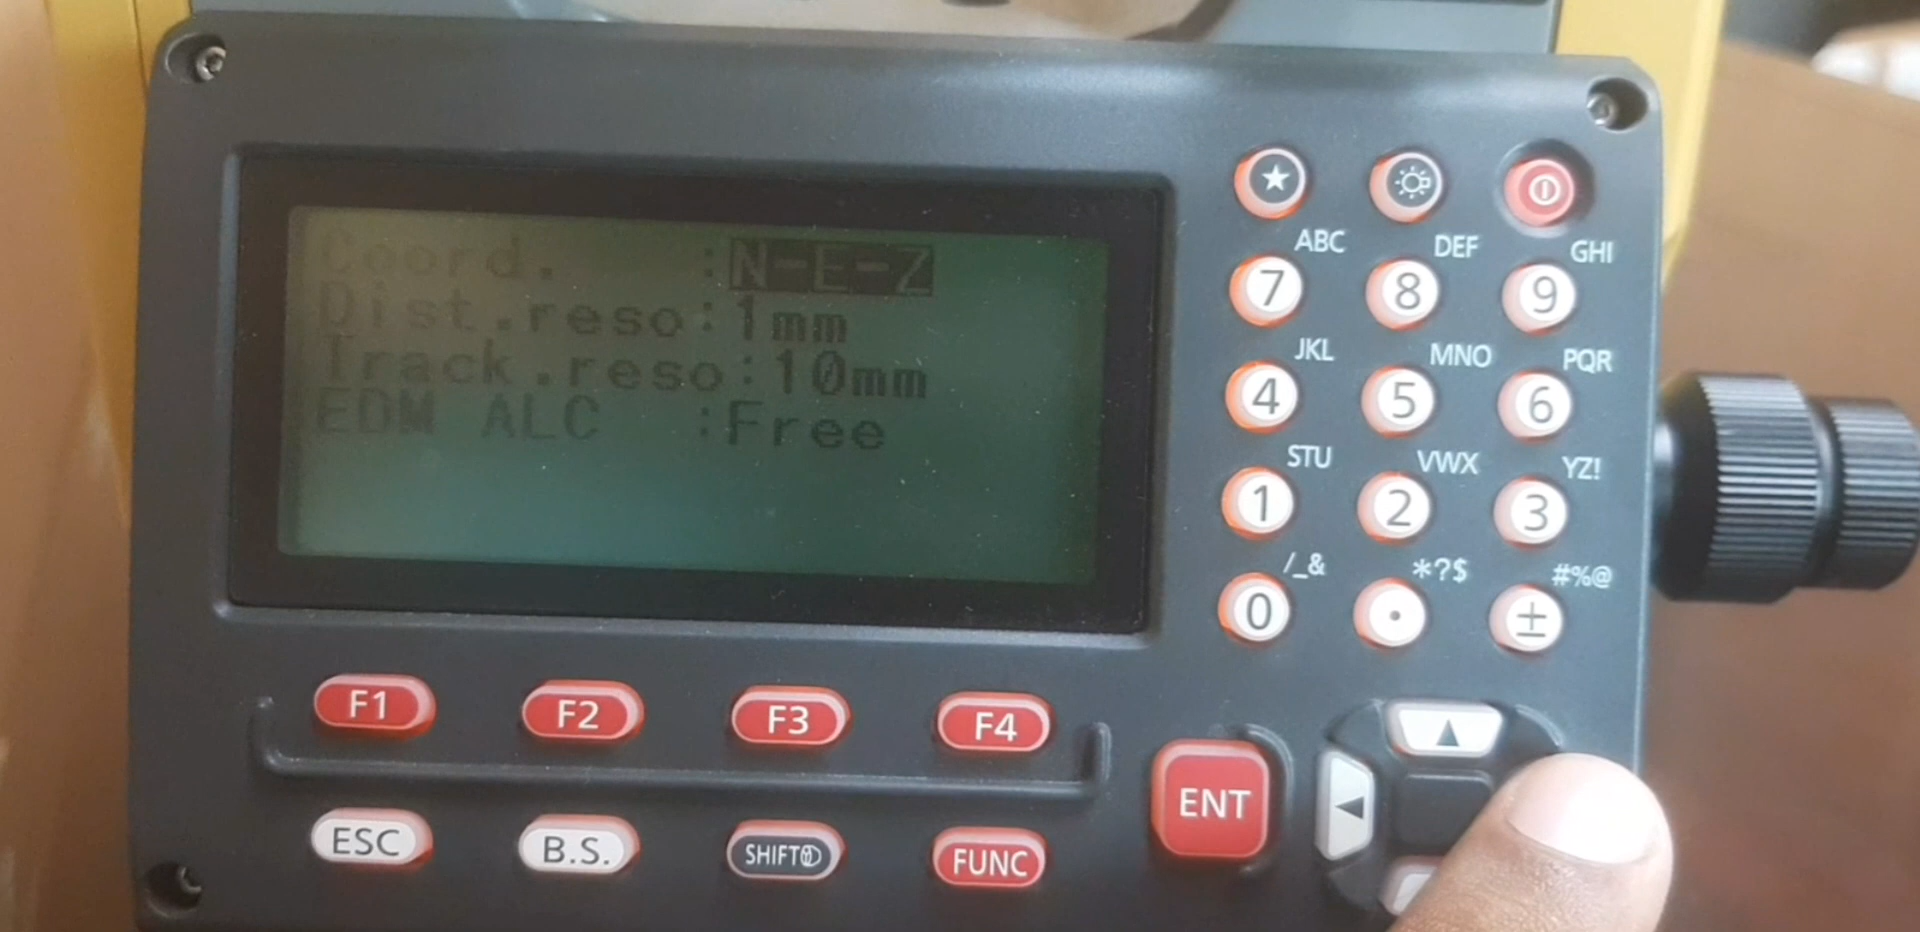 Coord. :N-E-Z
Dist.reso:1mm
Track.reso:10mm
EDM ALC :Free
ABC DEF GHI
7 8 9
JKL MNO PQR
4 5 6
STU VWX YZ!
1 2 3
/_& *?$ #%@
0 . ±
F1 F2 F3 F4
ENT
ESC B.S. SHIFT FUNC